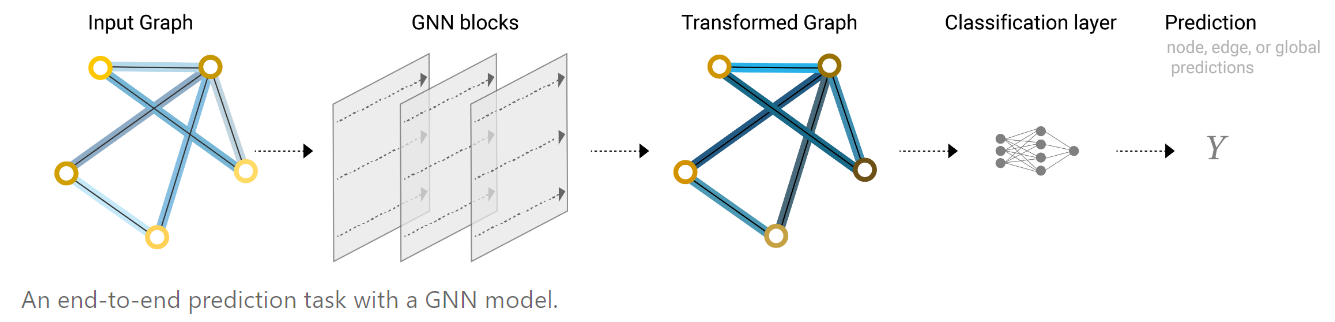 Input Graph
GNN blocks
Transformed Graph
Classification layer
Prediction
node, edge, or global
predictions
Y
An end-to-end prediction task with a GNN model.